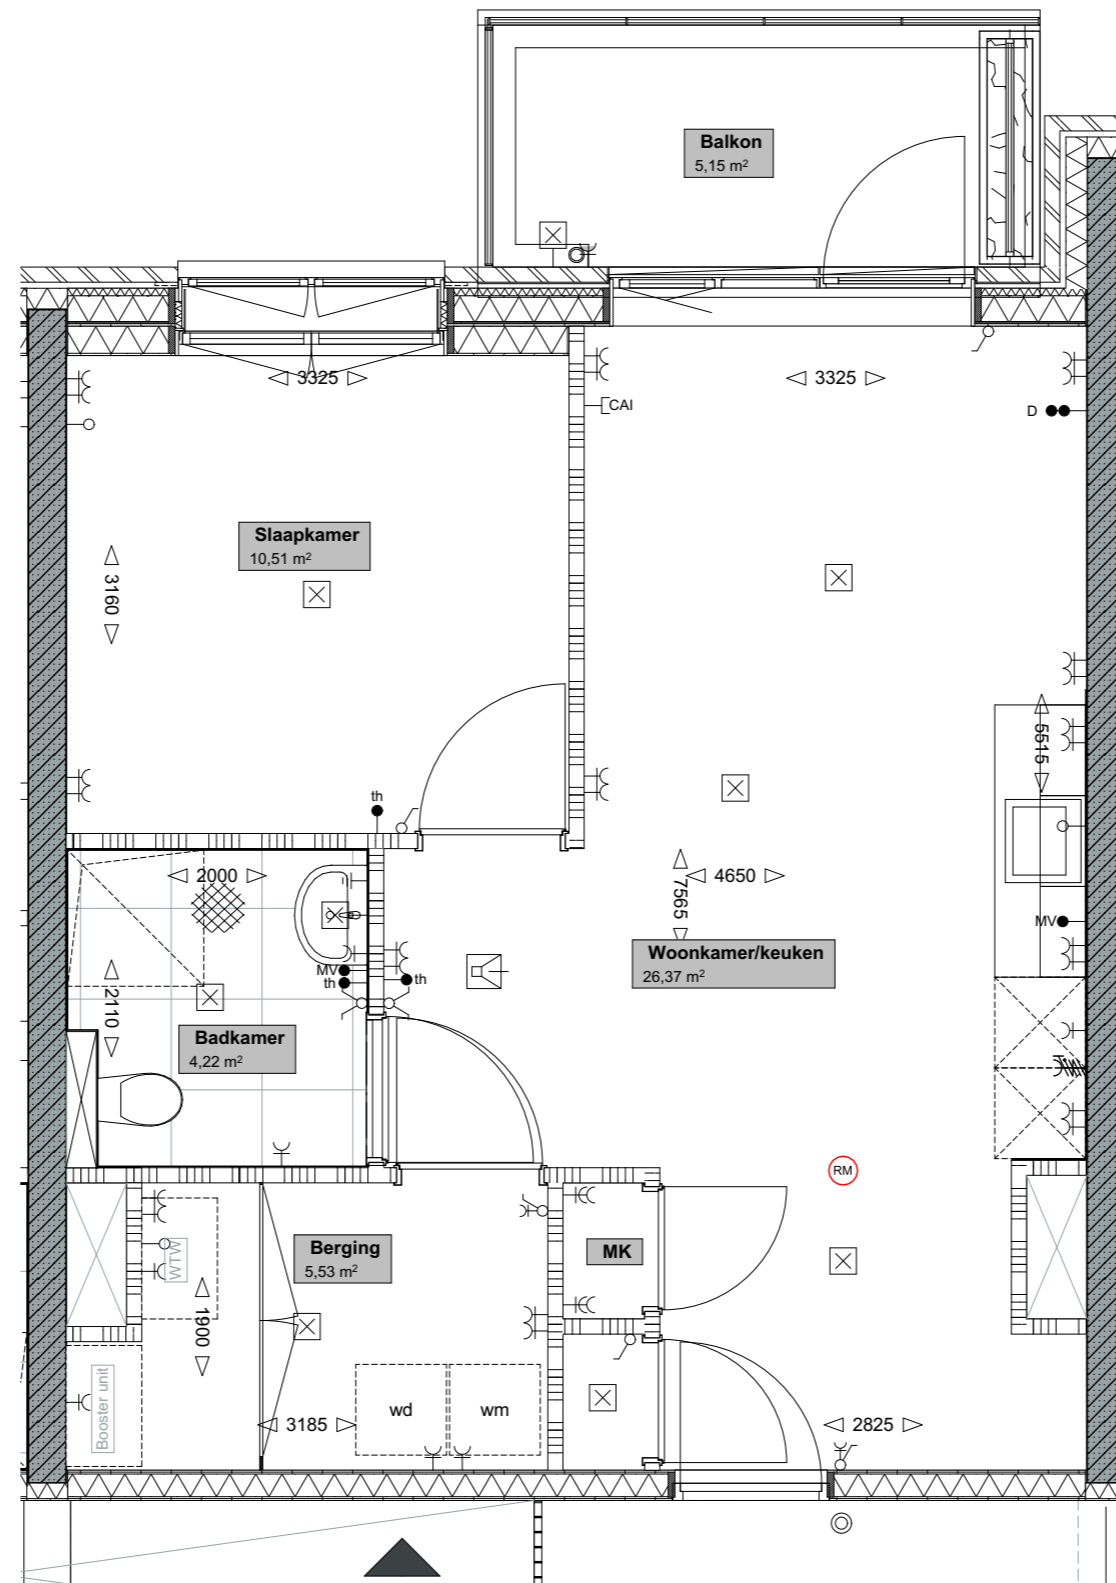 Balkon
5,15 m²
3325
3325
CAI
D
Slaapkamer
10,51 m²
3160
5515
th
2000
7565
4650
MV
Woonkamer/keuken
26,37 m²
MV
th
th
2110
Badkamer
4,22 m²
RM
WTW
Berging
5,53 m²
MK
1900
Booster unit
wd
wm
3185
2825